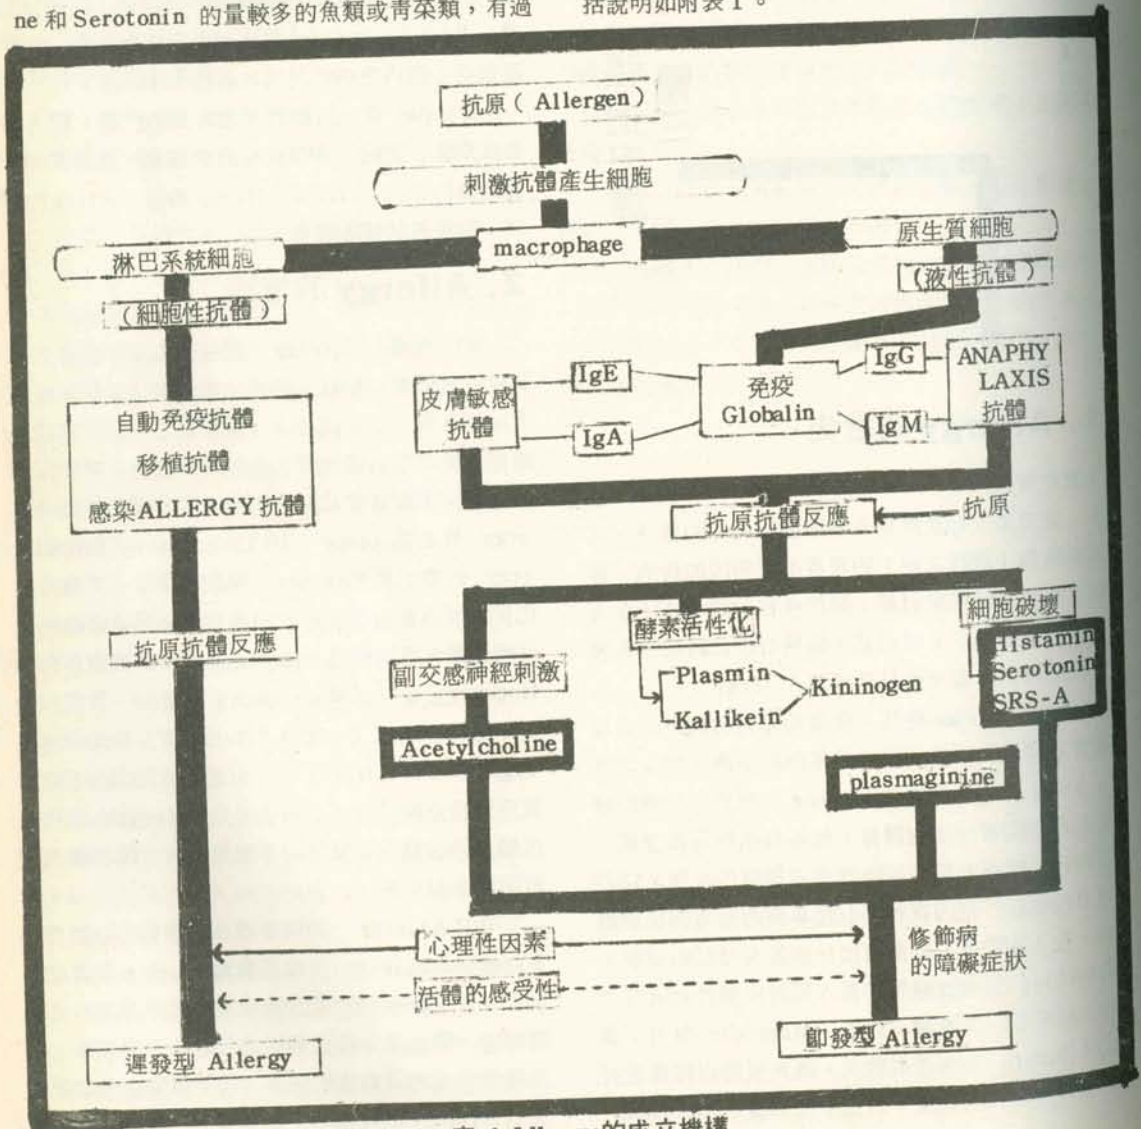 ne 和 Serotonin 的量較多的魚類或青菜類，有過
括說明如附表 1。
抗原（Allergen）
刺激抗體產生細胞
macrophage
淋巴系統細胞
原生質細胞
（細胞性抗體）
（液性抗體）
自動免疫抗體
移植抗體
感染ALLERGY抗體
皮膚敏感
抗體
IgE
IgA
免疫
Globalin
IgG
IgM
ANAPHY
LAXIS
抗體
抗原抗體反應
抗原
抗原抗體反應
副交感神經刺激
酵素活性化
細胞破壞
Acetylcholine
Plasmin
Kallikein
Kininogen
Histamin
Serotonin
SRS-A
plasmaginine
心理性因素
活體的感受性
修飾病
的障礙症狀
遲發型 Allergy
卽發型 Allergy
的成立機構